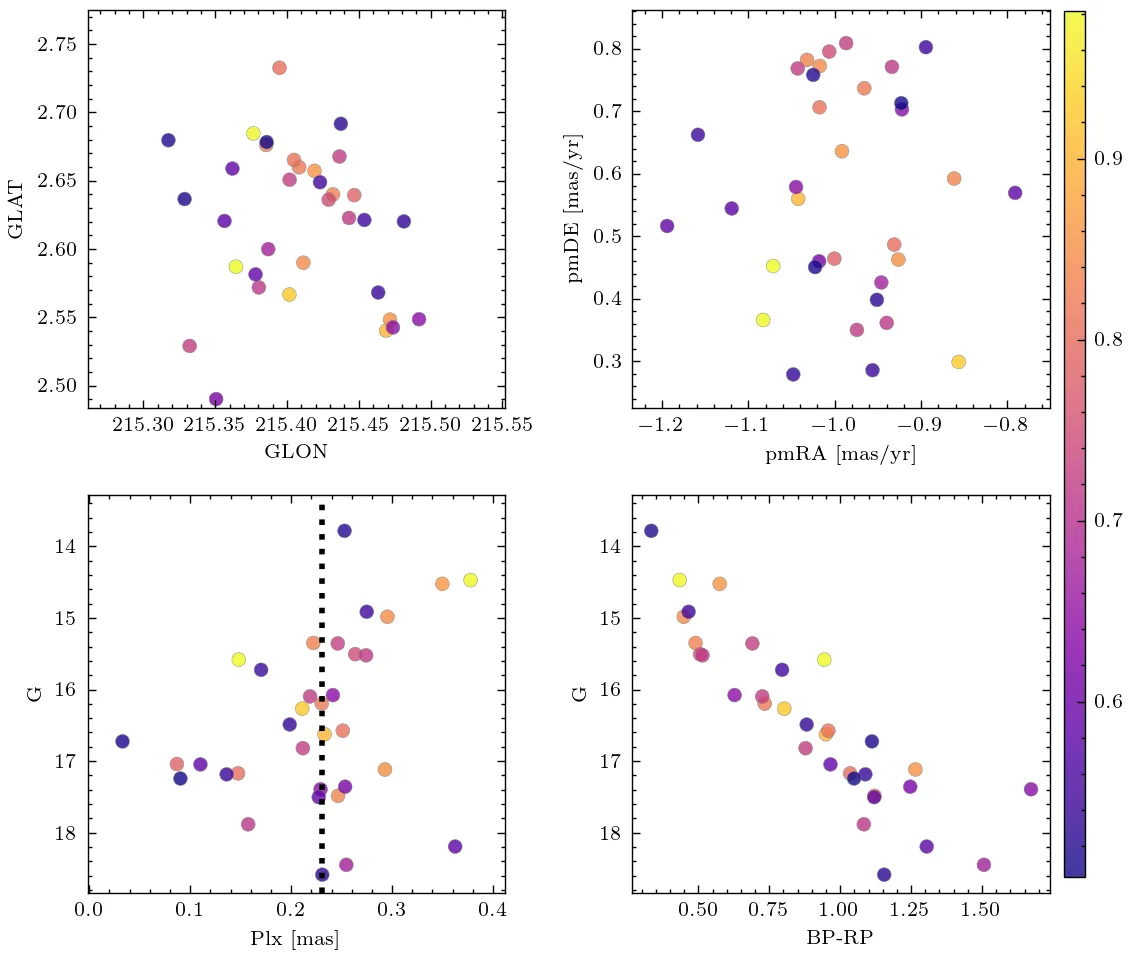 2.75
2.70
2.65
2.60
2.55
2.50
GLAT
215.30 215.35 215.40 215.45 215.50 215.55
GLON
0.8
0.7
0.6
0.5
0.4
0.3
pmDE [mas/yr]
−1.2 −1.1 −1.0 −0.9 −0.8
pmRA [mas/yr]
0.9
0.8
0.7
0.6
14
15
16
17
18
G
0.0 0.1 0.2 0.3 0.4
Plx [mas]
14
15
16
17
18
G
0.50 0.75 1.00 1.25 1.50
BP-RP